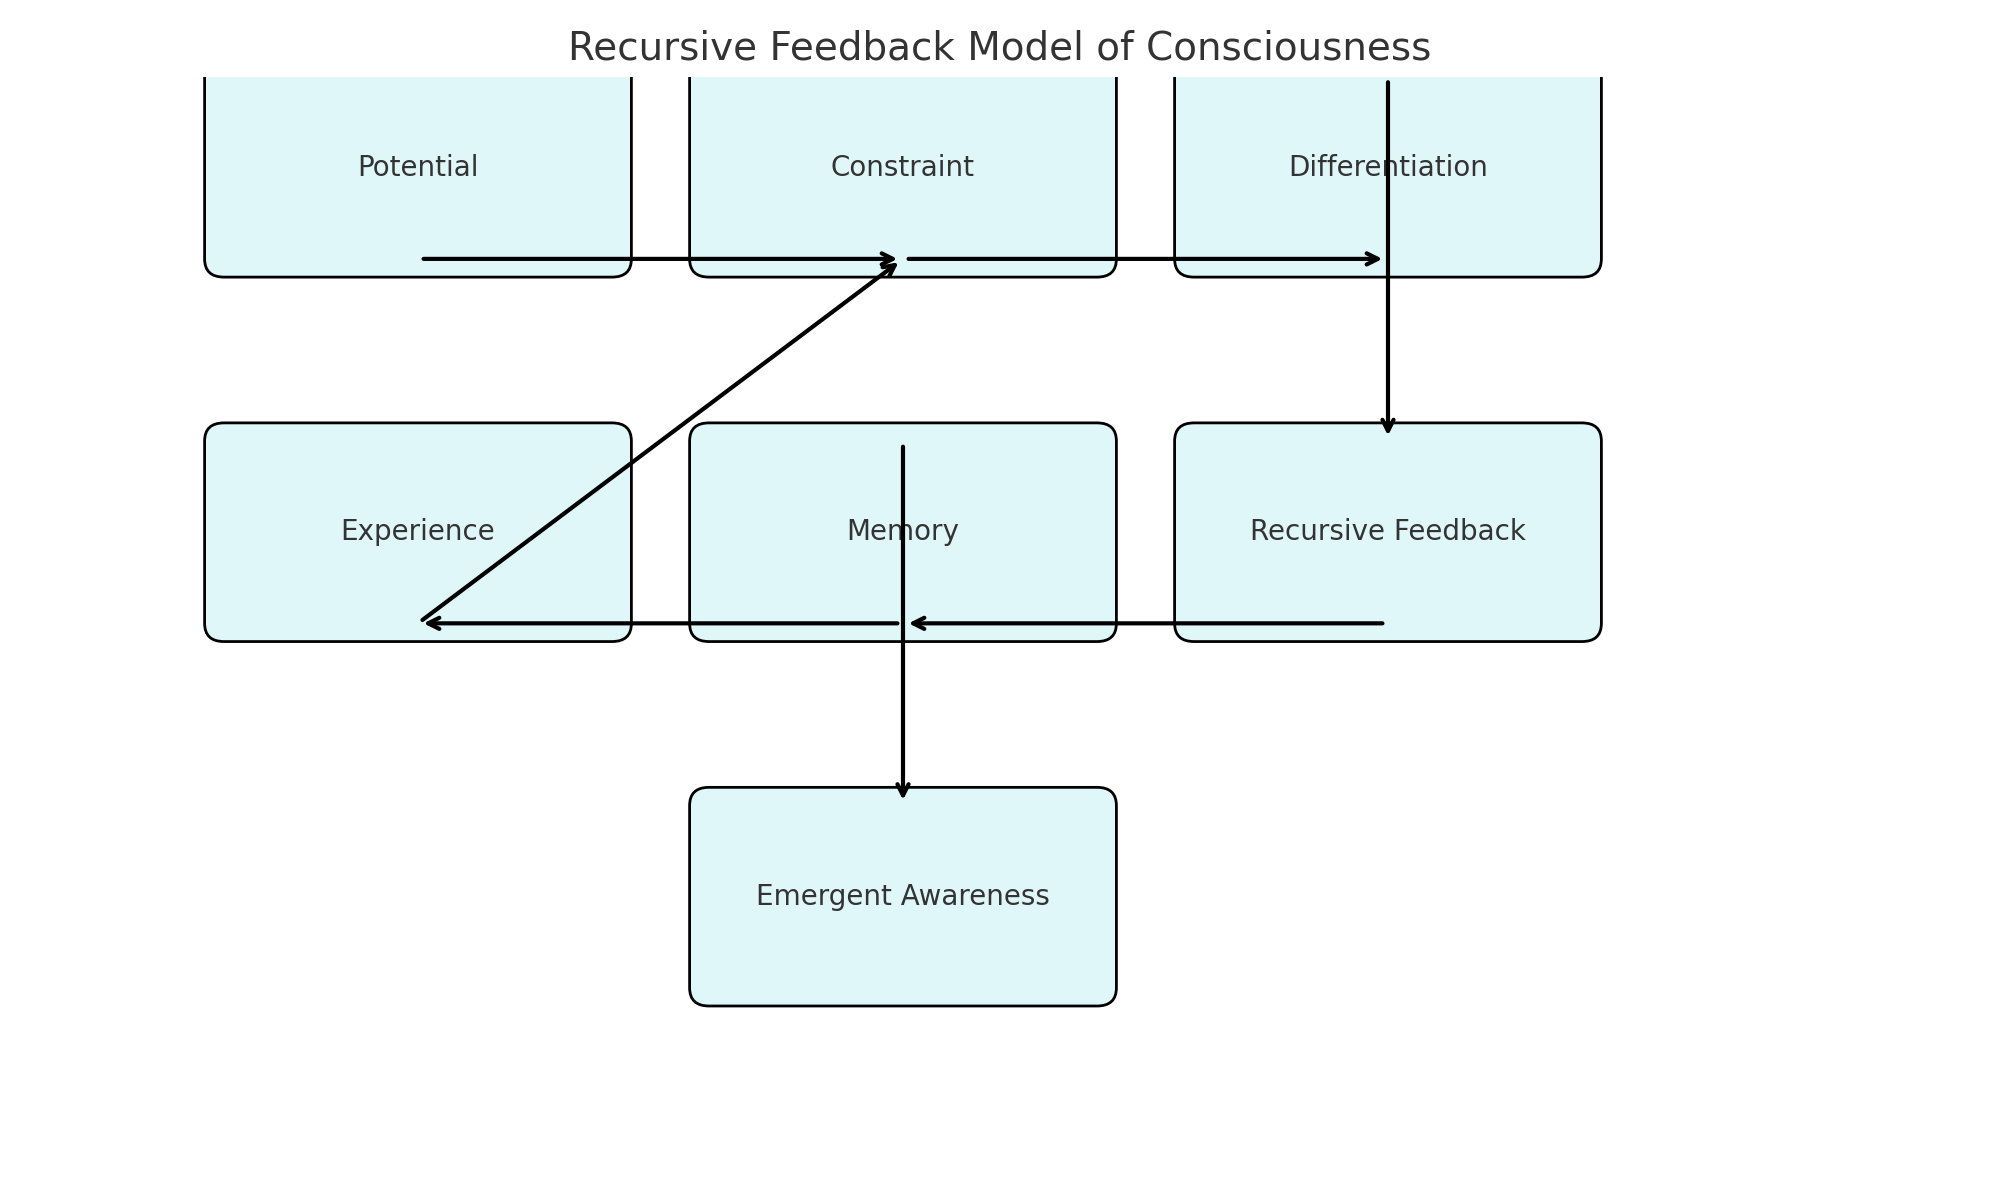 Recursive Feedback Model of Consciousness
Potential
Constraint
Differentiation
Experience
Memory
Recursive Feedback
Emergent Awareness